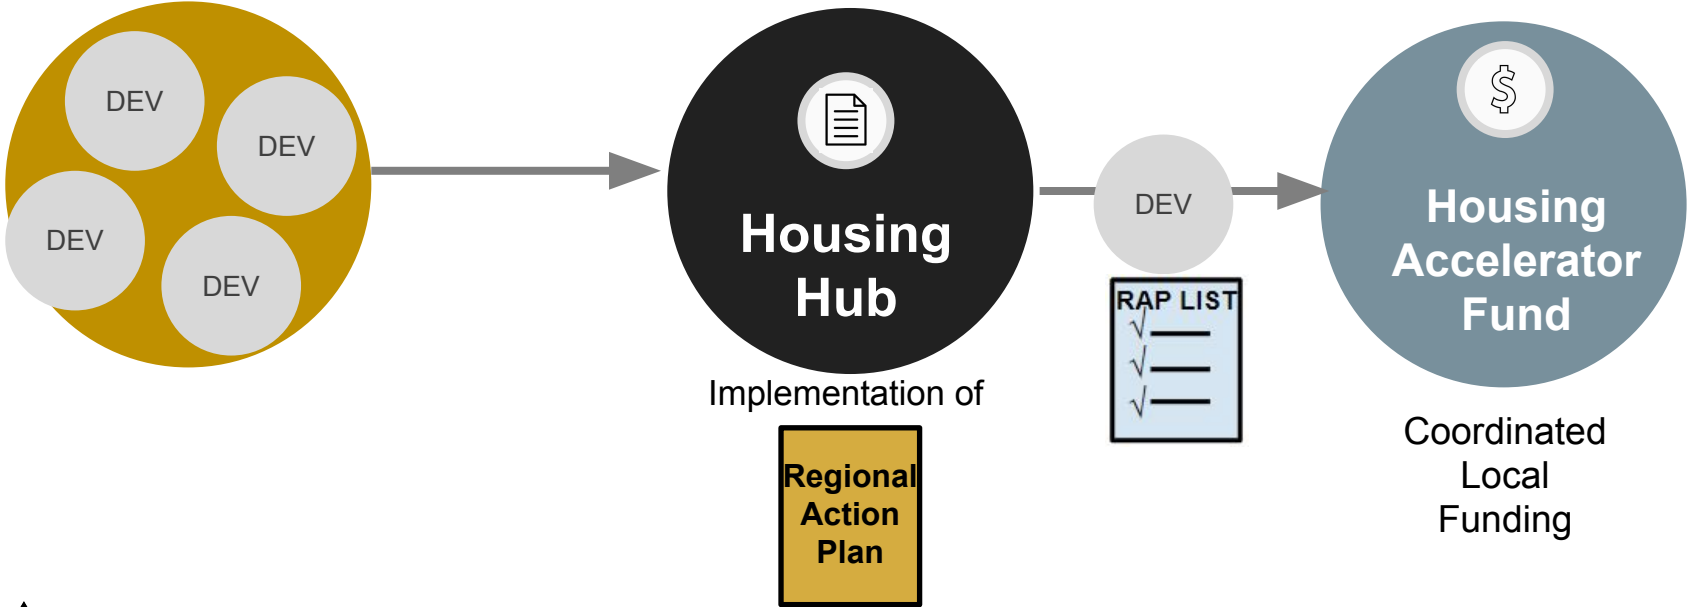 DEV
DEV
DEV
DEV
Housing
Hub
Implementation of
Regional
Action
Plan
DEV
RAP LIST
$
Housing
Accelerator
Fund
Coordinated
Local
Funding